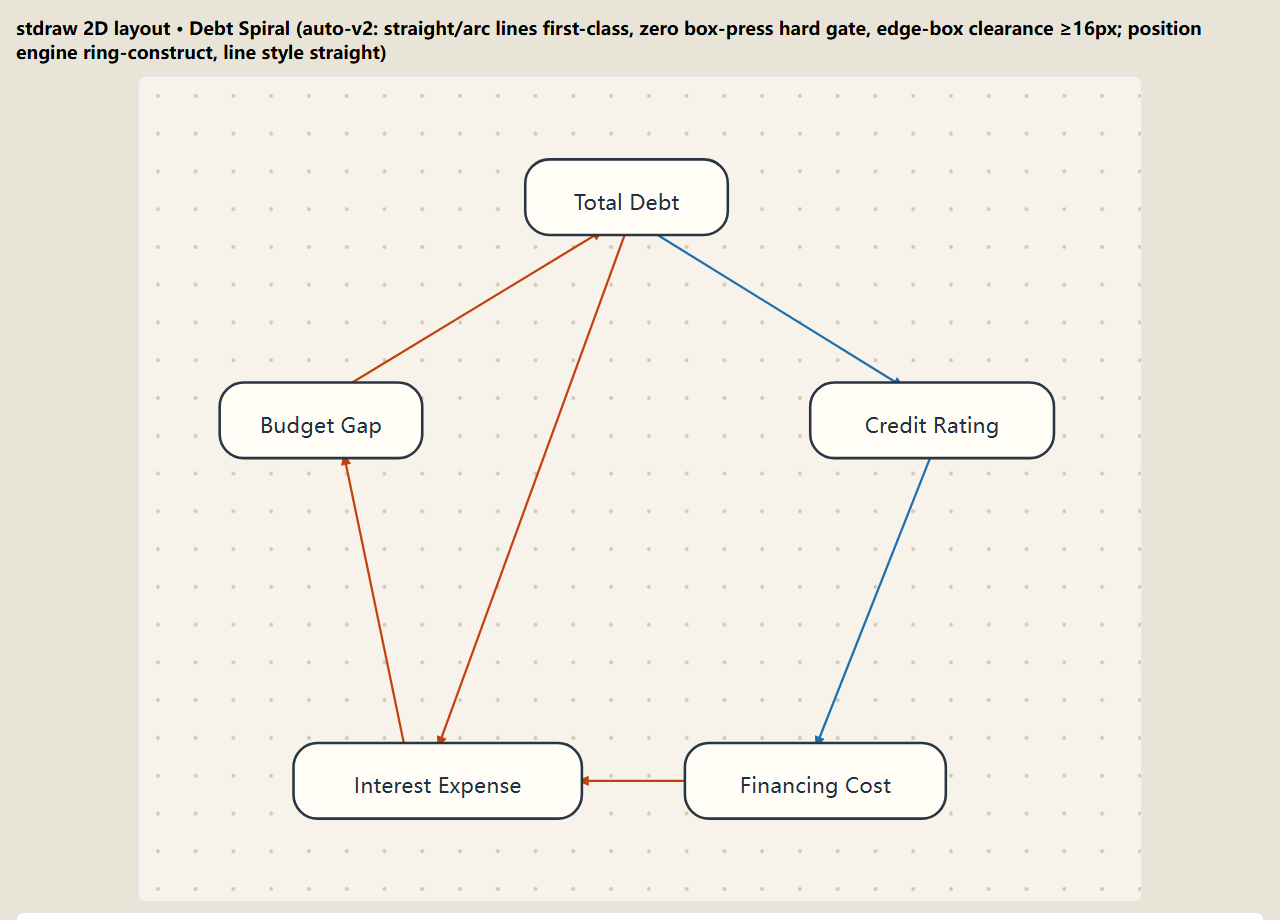 stdraw 2D layout • Debt Spiral (auto-v2: straight/arc lines first-class, zero box-press hard gate, edge-box clearance ≥16px; position
engine ring-construct, line style straight)
Total Debt
Budget Gap
Credit Rating
Interest Expense
Financing Cost